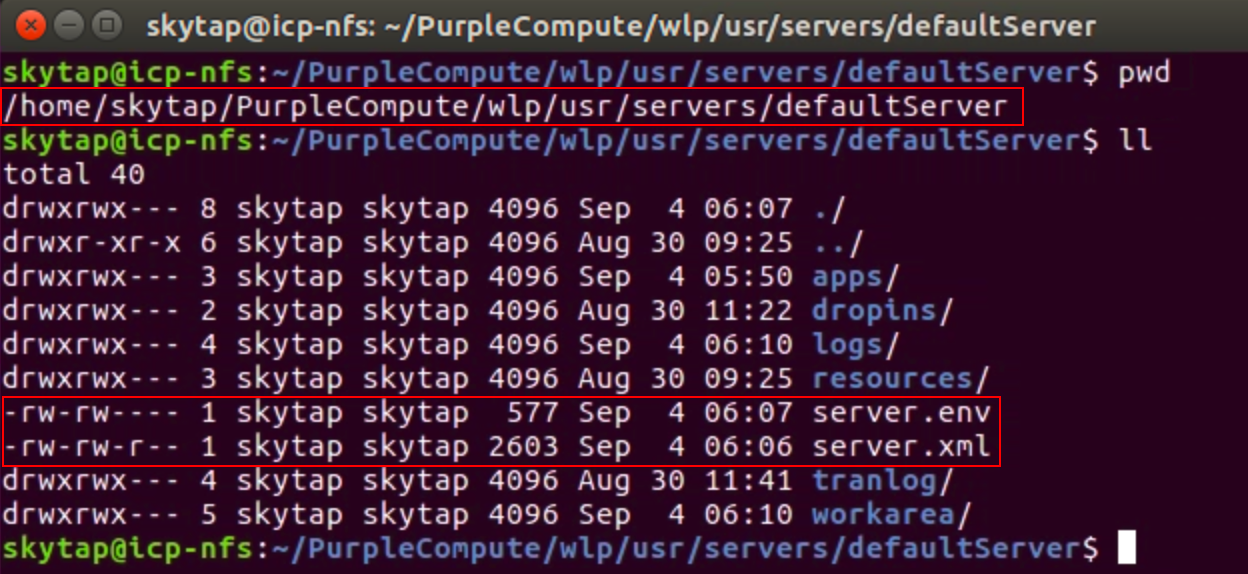 skytap@icp-nfs: ~/PurpleCompute/wlp/usr/servers/defaultServer
skytap@icp-nfs:~/PurpleCompute/wlp/usr/servers/defaultServer$ pwd
/home/skytap/PurpleCompute/wlp/usr/servers/defaultServer
skytap@icp-nfs:~/PurpleCompute/wlp/usr/servers/defaultServer$ ll
total 40
drwxrwx--- 8 skytap skytap 4096 Sep  4 06:07 ./
drwxr-xr-x 6 skytap skytap 4096 Aug 30 09:25 ../
drwxrwx--- 3 skytap skytap 4096 Sep  4 05:50 apps/
drwxrwx--- 2 skytap skytap 4096 Aug 30 11:22 dropins/
drwxrwx--- 4 skytap skytap 4096 Sep  4 06:10 logs/
drwxrwx--- 3 skytap skytap 4096 Aug 30 09:25 resources/
-rw-rw---- 1 skytap skytap  577 Sep  4 06:07 server.env
-rw-rw-r-- 1 skytap skytap 2603 Sep  4 06:06 server.xml
drwxrwx--- 4 skytap skytap 4096 Aug 30 11:41 tranlog/
drwxrwx--- 5 skytap skytap 4096 Sep  4 06:10 workarea/
skytap@icp-nfs:~/PurpleCompute/wlp/usr/servers/defaultServer$